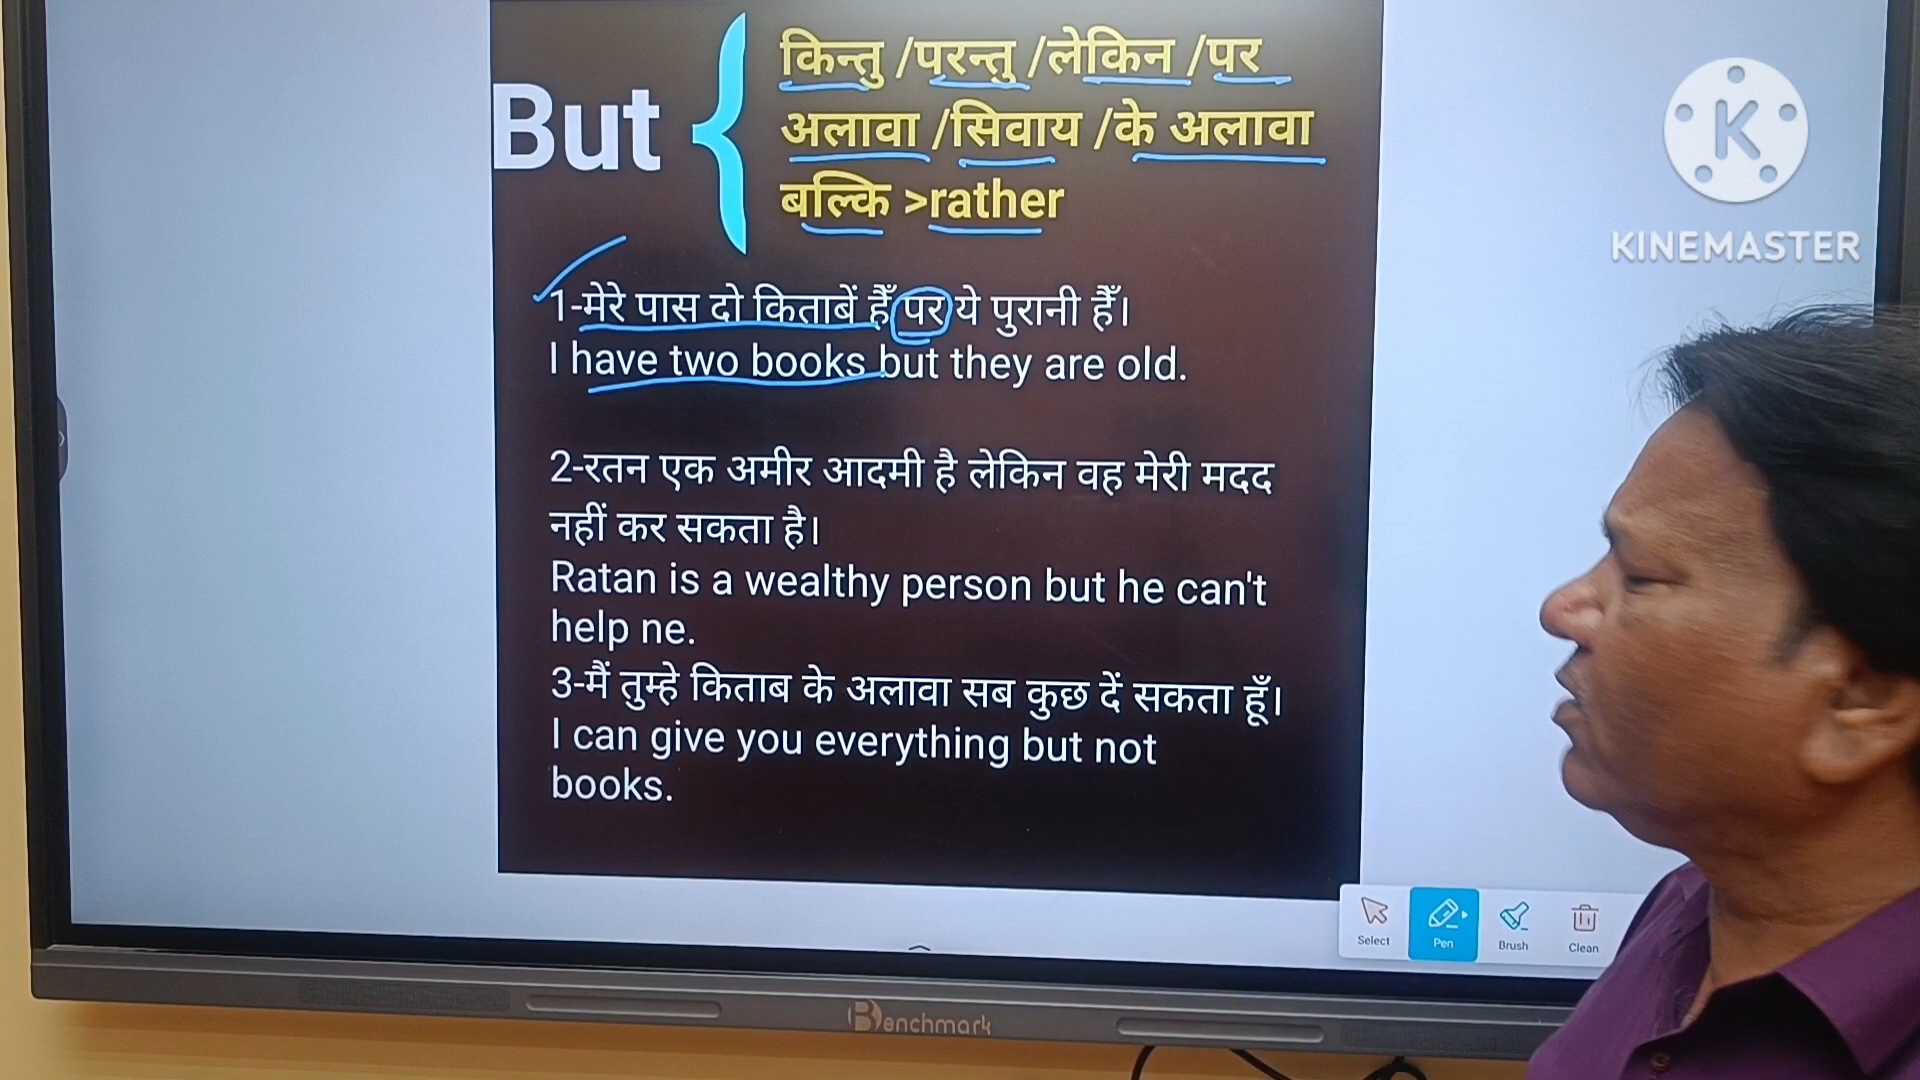 But
किन्तु /परन्तु /लेकिन /पर
अलावा /सिवाय /के अलावा
बल्कि >rather
1-मेरे पास दो किताबें हैँ पर ये पुरानी हैँ।
I have two books but they are old.
2-रतन एक अमीर आदमी है लेकिन वह मेरी मदद
नहीं कर सकता है।
Ratan is a wealthy person but he can't
help ne.
3-मैं तुम्हे किताब के अलावा सब कुछ दें सकता हूँ।
I can give you everything but not
books.
K
KINEMASTER
Select
Pen
Brush
Clean
Benchmark